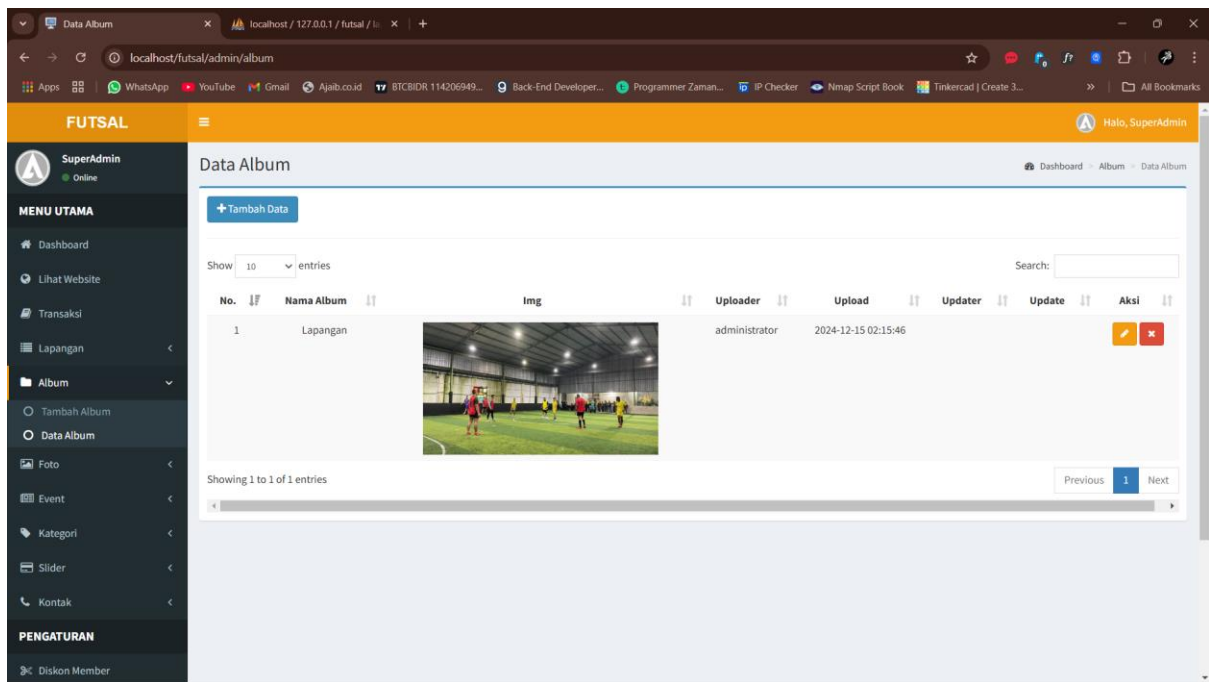 Data Album
localhost / 127.0.0.1 / futsal / la
localhost/futsal/admin/album
Apps WhatsApp YouTube Gmail Ajaib.co.id BTCBIDR 114206949... Back-End Developer... Programmer Zaman... IP Checker Nmap Script Book Tinkercad | Create 3... » All Bookmarks
FUTSAL
Halo, SuperAdmin
SuperAdmin
Online
Data Album
Dashboard > Album > Data Album
MENU UTAMA
Tambah Data
Dashboard
Lihat Website
Transaksi
Lapangan
Album
Tambah Album
Data Album
Foto
Event
Kategori
Slider
Kontak
PENGATURAN
Diskon Member
Show 10 entries
Search:
No. Nama Album Img Uploader Upload Updater Update Aksi
1 Lapangan administrator 2024-12-15 02:15:46
Showing 1 to 1 of 1 entries
Previous 1 Next